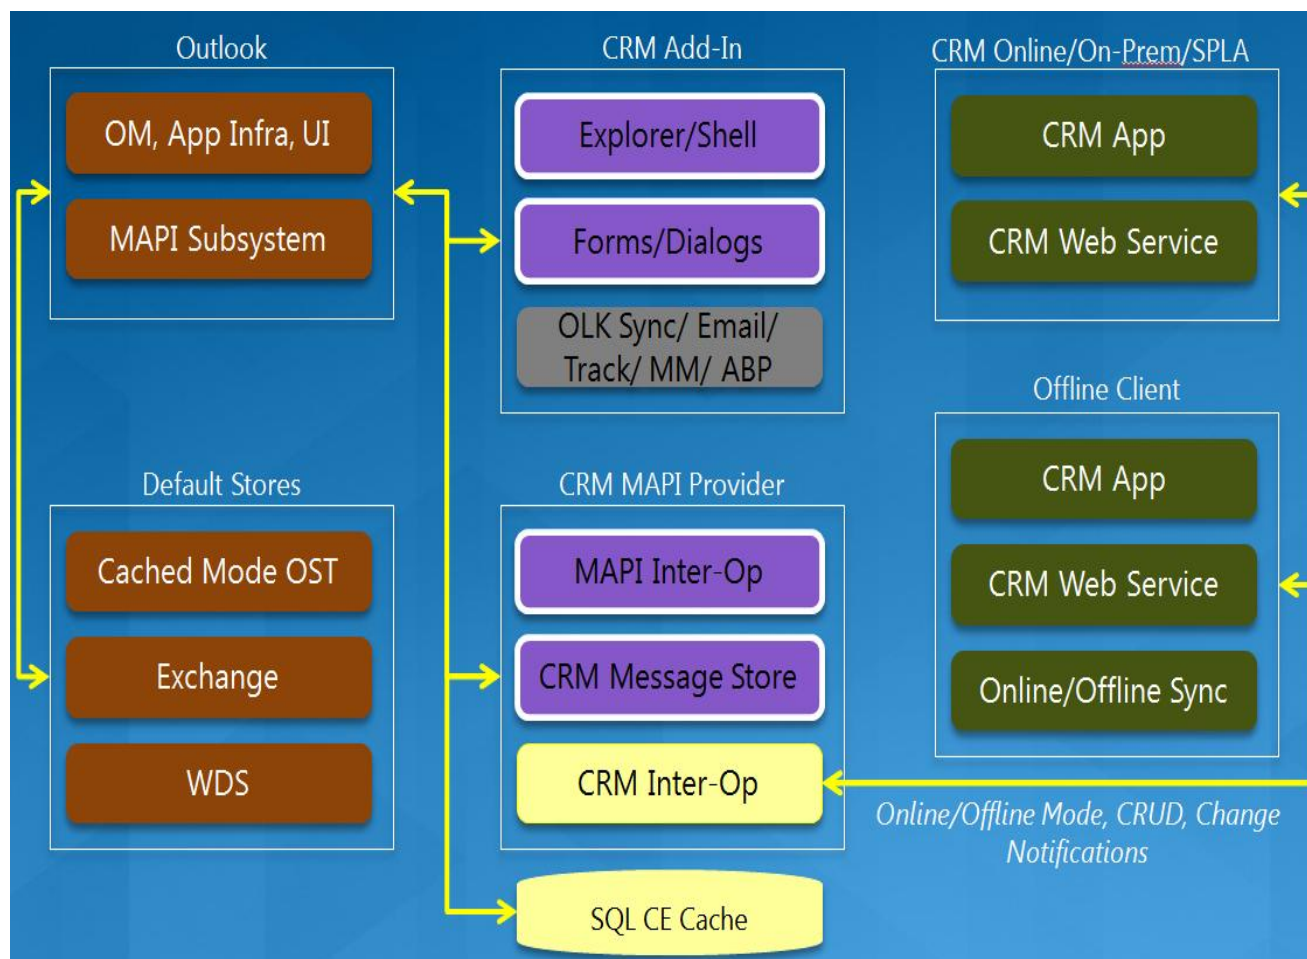 Outlook
OM, App Infra, UI
MAPI Subsystem
CRM Add-In
Explorer/Shell
Forms/Dialogs
OLK Sync/ Email/
Track/ MM/ ABP
CRM Online/On-Prem/SPLA
CRM App
CRM Web Service
Default Stores
Cached Mode OST
Exchange
WDS
CRM MAPI Provider
MAPI Inter-Op
CRM Message Store
CRM Inter-Op
SQL CE Cache
Offline Client
CRM App
CRM Web Service
Online/Offline Sync
Online/Offline Mode, CRUD, Change
Notifications